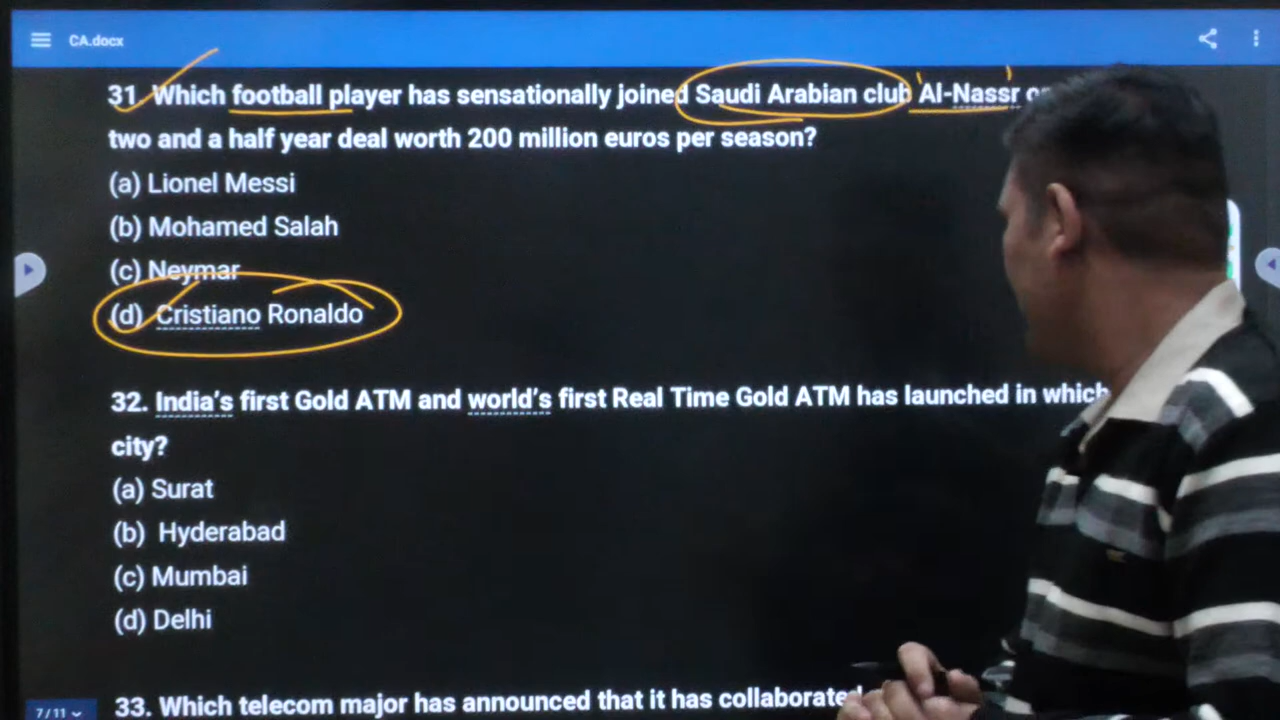 CA.docx
31. Which football player has sensationally joined Saudi Arabian club 'Al-Nassr
two and a half year deal worth 200 million euros per season?
(a) Lionel Messi
(b) Mohamed Salah
(c) Neymar
(d) Cristiano Ronaldo
32. India's first Gold ATM and world's first Real Time Gold ATM has launched in which
city?
(a) Surat
(b) Hyderabad
(c) Mumbai
(d) Delhi
33. Which telecom major has announced that it has collaborated
7/11